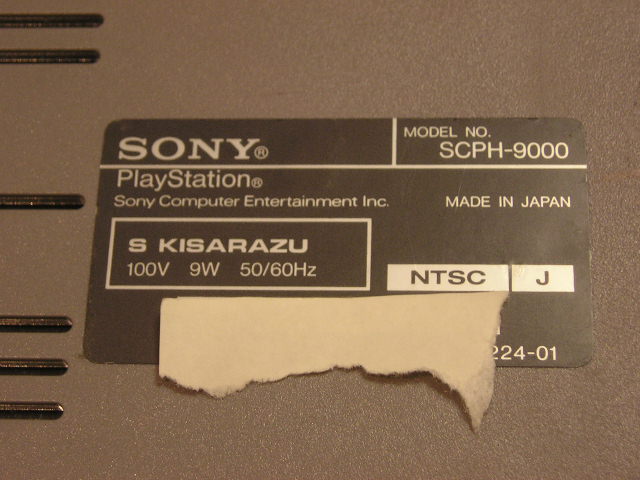 SONY®
MODEL NO.
SCPH-9000
PlayStation®
Sony Computer Entertainment Inc.
MADE IN JAPAN
S KISARAZU
100V 9W 50/60Hz
NTSC J
224-01